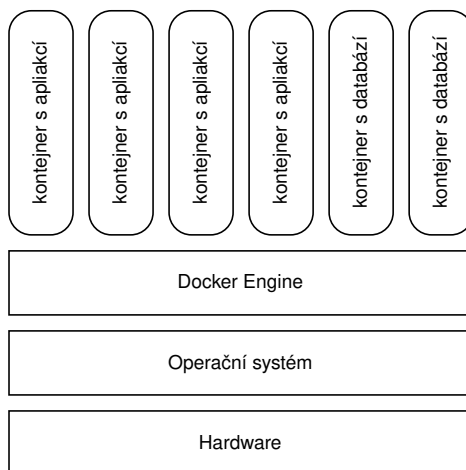 kontejner s apliakcí
kontejner s apliakcí
kontejner s apliakcí
kontejner s apliakcí
kontejner s databází
kontejner s databází
Docker Engine
Operační systém
Hardware